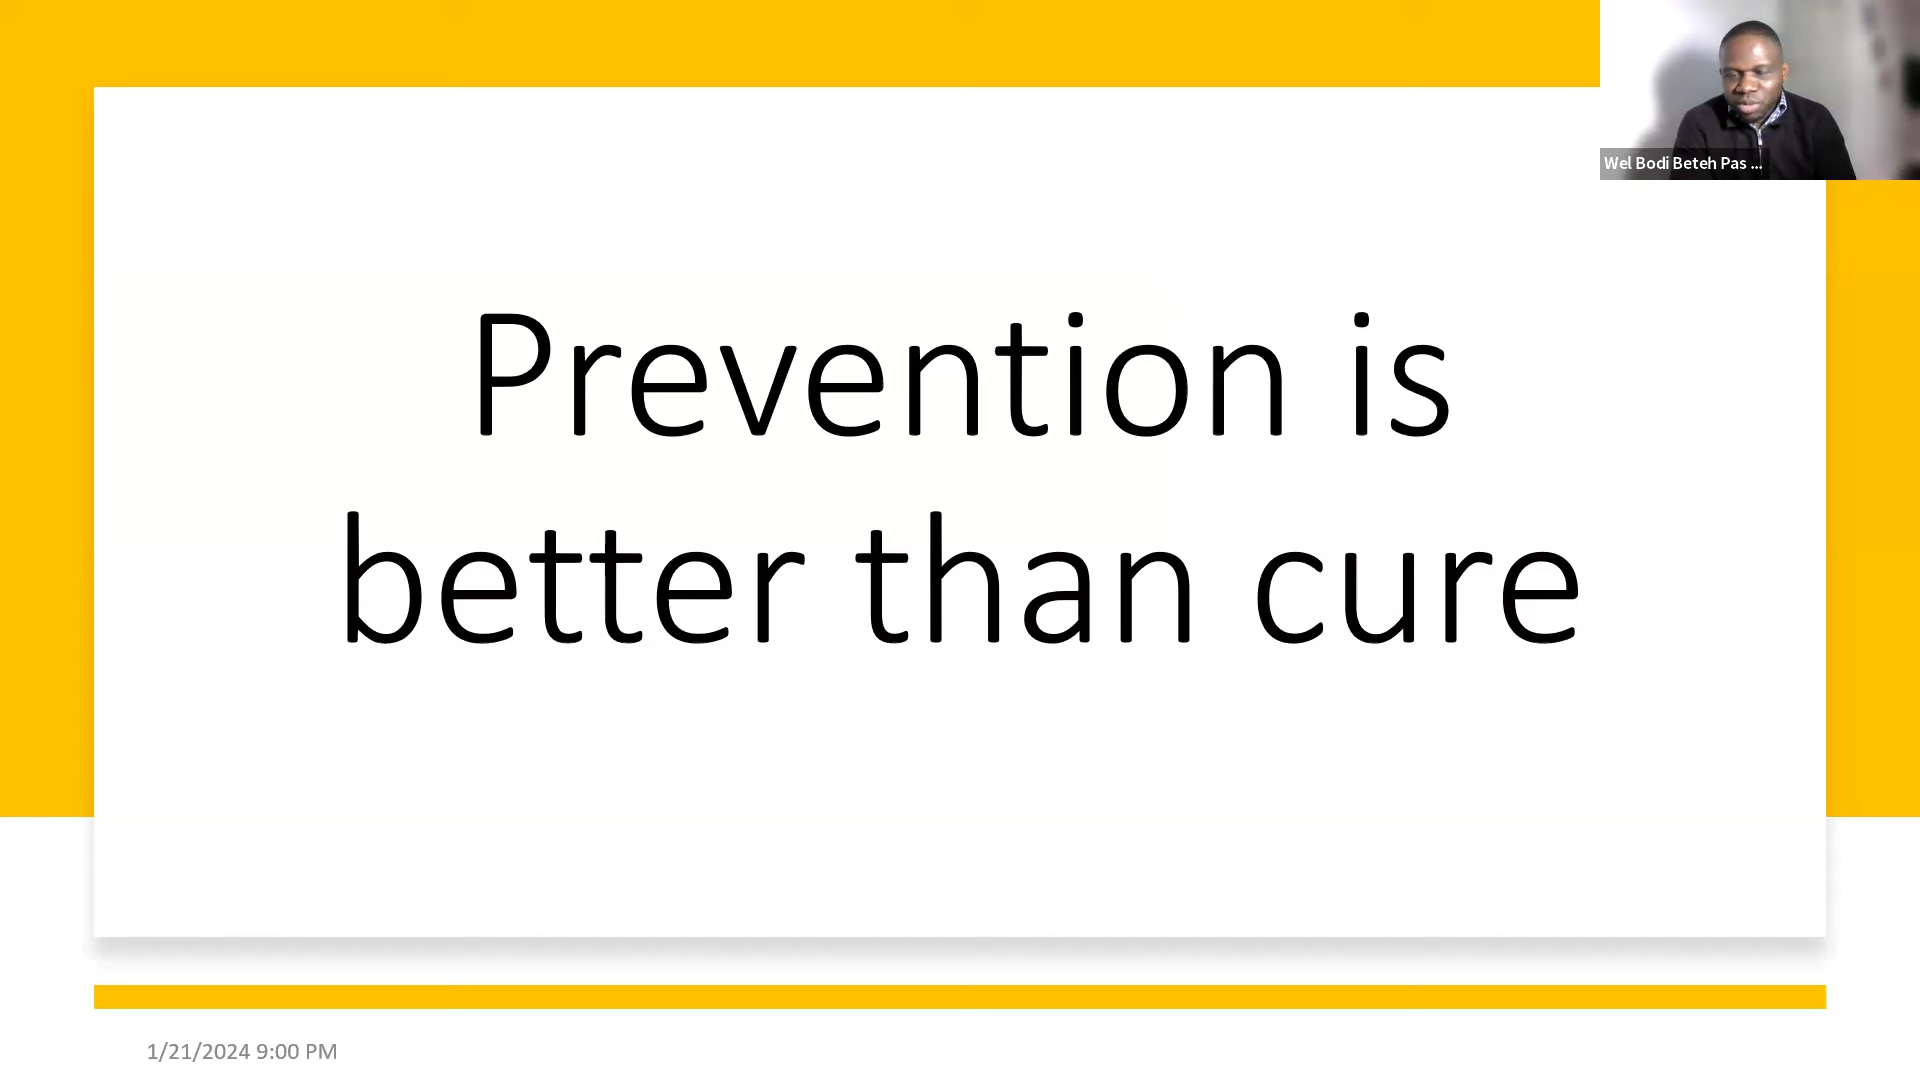 Wel Bodi Beteh Pas ...
Prevention is
better than cure
1/21/2024 9:00 PM